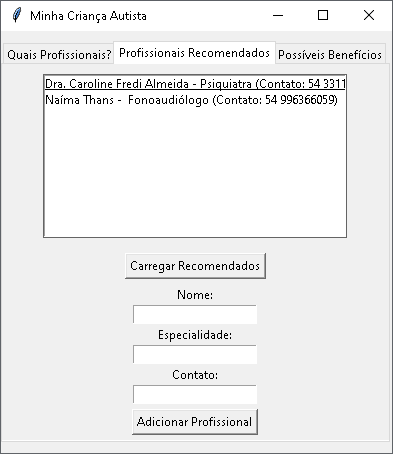 Minha Criança Autista
Quais Profissionais? Profissionais Recomendados Possíveis Benefícios
Dra. Caroline Fredi Almeida - Psiquiatra (Contato: 54 3311
Naíma Thans -  Fonoaudiólogo (Contato: 54 996366059)
Carregar Recomendados
Nome:
Especialidade:
Contato:
Adicionar Profissional